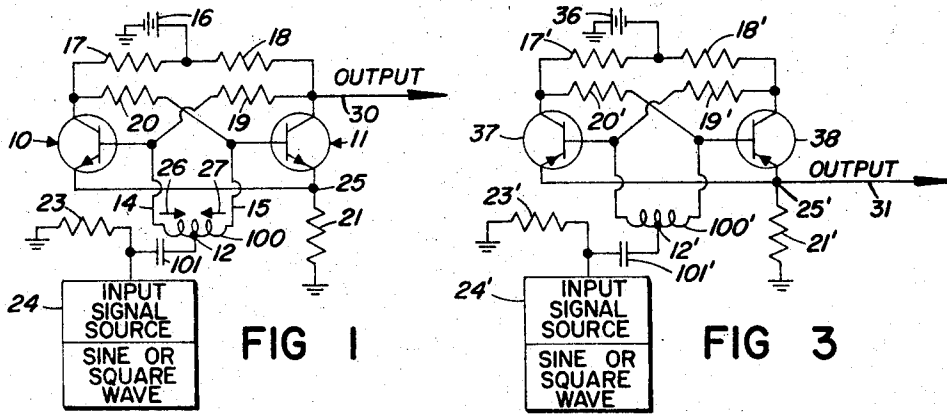 16
17
18
OUTPUT
30
10
20
19
11
26
27
25
23
14
15
100
21
101
12
24
INPUT
SIGNAL
SOURCE
SINE OR
SQUARE
WAVE
FIG 1
36
17'
18'
37
20'
19'
38
OUTPUT
31
23'
25'
12'
100'
21'
101'
24'
INPUT
SIGNAL
SOURCE
SINE OR
SQUARE
WAVE
FIG 3